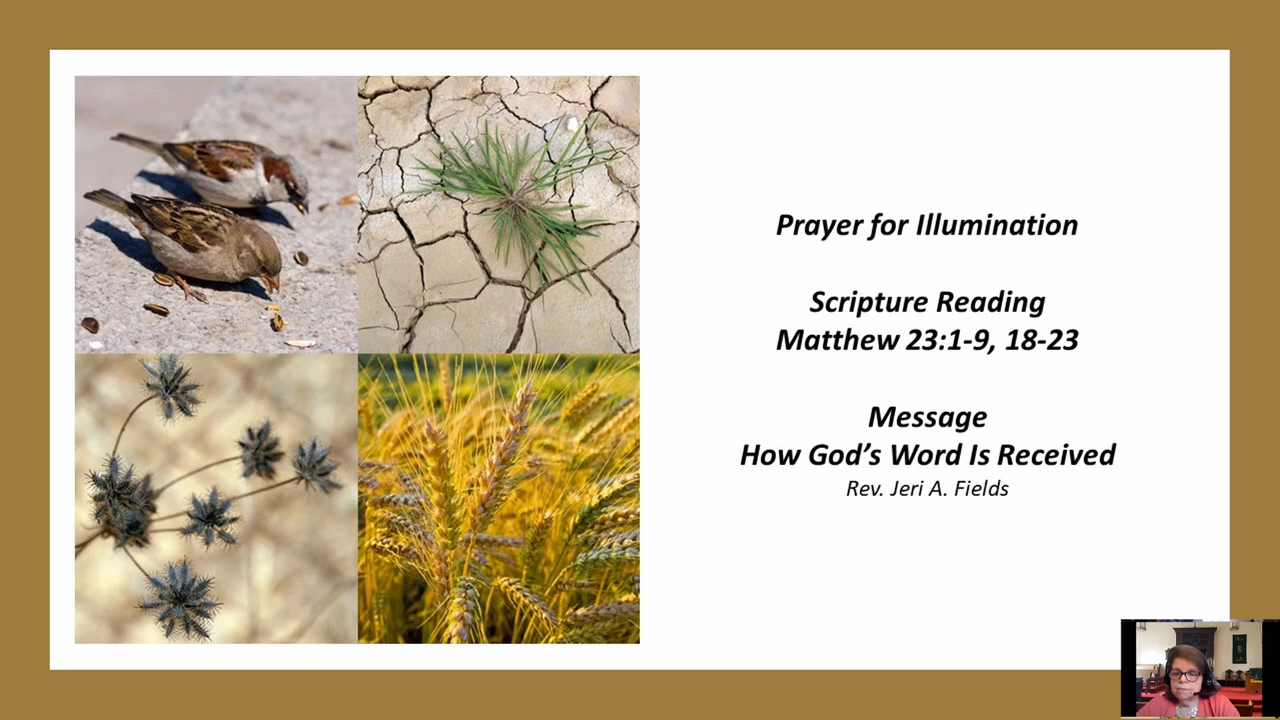 Prayer for Illumination
Scripture Reading
Matthew 23:1-9, 18-23
Message
How God’s Word Is Received
Rev. Jeri A. Fields